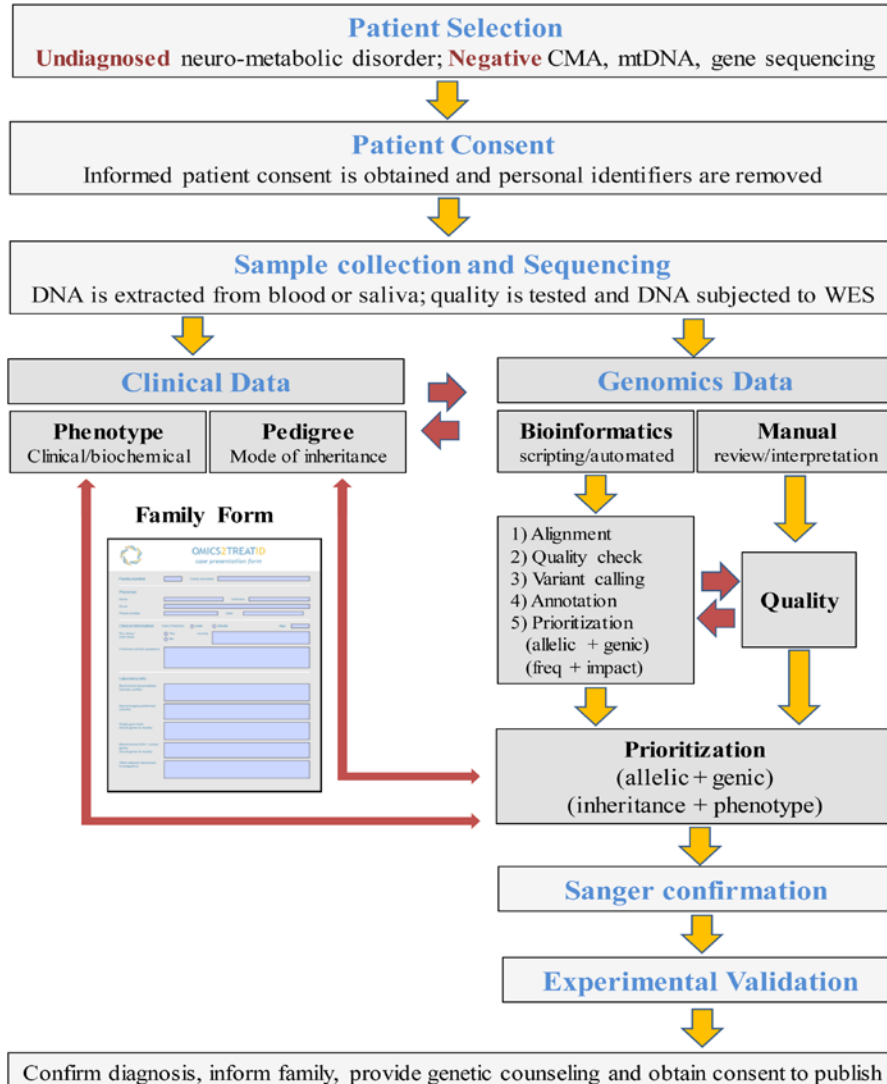 Patient Selection
Undiagnosed neuro-metabolic disorder; Negative CMA, mtDNA, gene sequencing
Patient Consent
Informed patient consent is obtained and personal identifiers are removed
Sample collection and Sequencing
DNA is extracted from blood or saliva; quality is tested and DNA subjected to WES
Clinical Data
Genomics Data
Phenotype
Clinical/biochemical
Pedigree
Mode of inheritance
Bioinformatics
scripting/automated
Manual
review/interpretation
Family Form
OMICS2TREATID
case presentation form
1) Alignment
2) Quality check
3) Variant calling
4) Annotation
5) Prioritization
(allelic + genic)
(freq + impact)
Quality
Prioritization
(allelic + genic)
(inheritance + phenotype)
Sanger confirmation
Experimental Validation
Confirm diagnosis, inform family, provide genetic counseling and obtain consent to publish